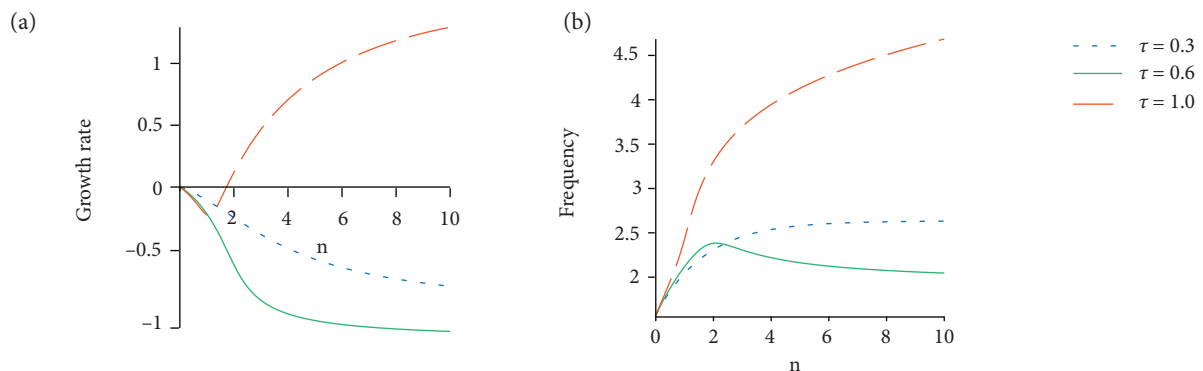 (a)
Growth rate
1
0.5
0
–0.5
–1
2 4 6 8 10
n
(b)
Frequency
4.5
4
3.5
3
2.5
2
0 2 4 6 8 10
n
τ = 0.3
τ = 0.6
τ = 1.0